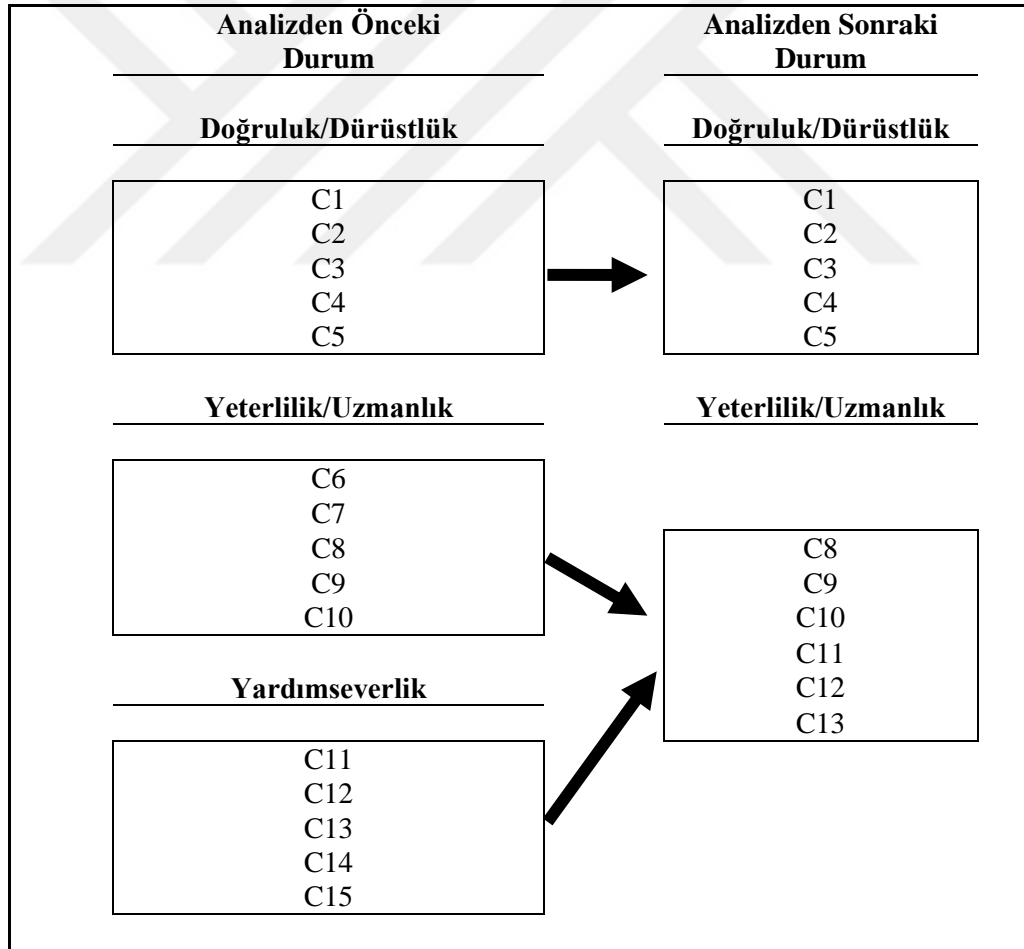 Analizden Önceki
Durum
Analizden Sonraki
Durum
Doğruluk/Dürüstlük
Doğruluk/Dürüstlük
C1
C2
C3
C4
C5
C1
C2
C3
C4
C5
Yeterlilik/Uzmanlık
Yeterlilik/Uzmanlık
C6
C7
C8
C9
C10
C8
C9
C10
C11
C12
C13
Yardımseverlik
C11
C12
C13
C14
C15